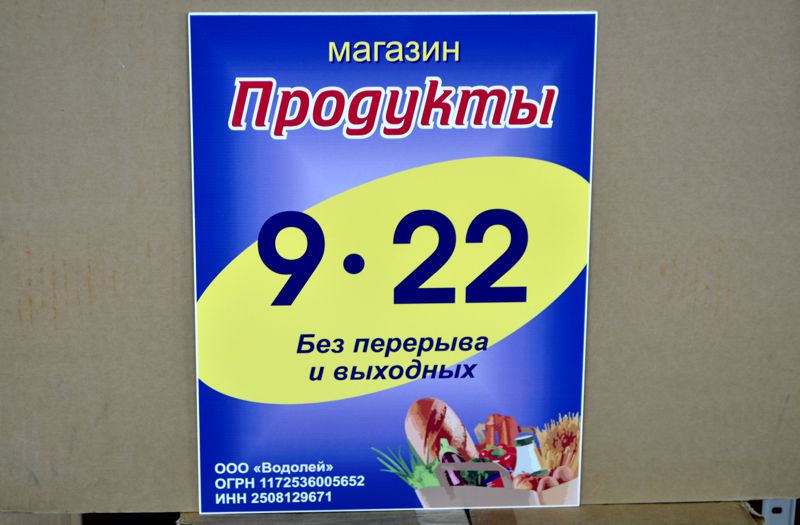 магазин
Продукты
9·22
Без перерыва
и выходных
ООО «Водолей»
ОГРН 1172536005652
ИНН 2508129671